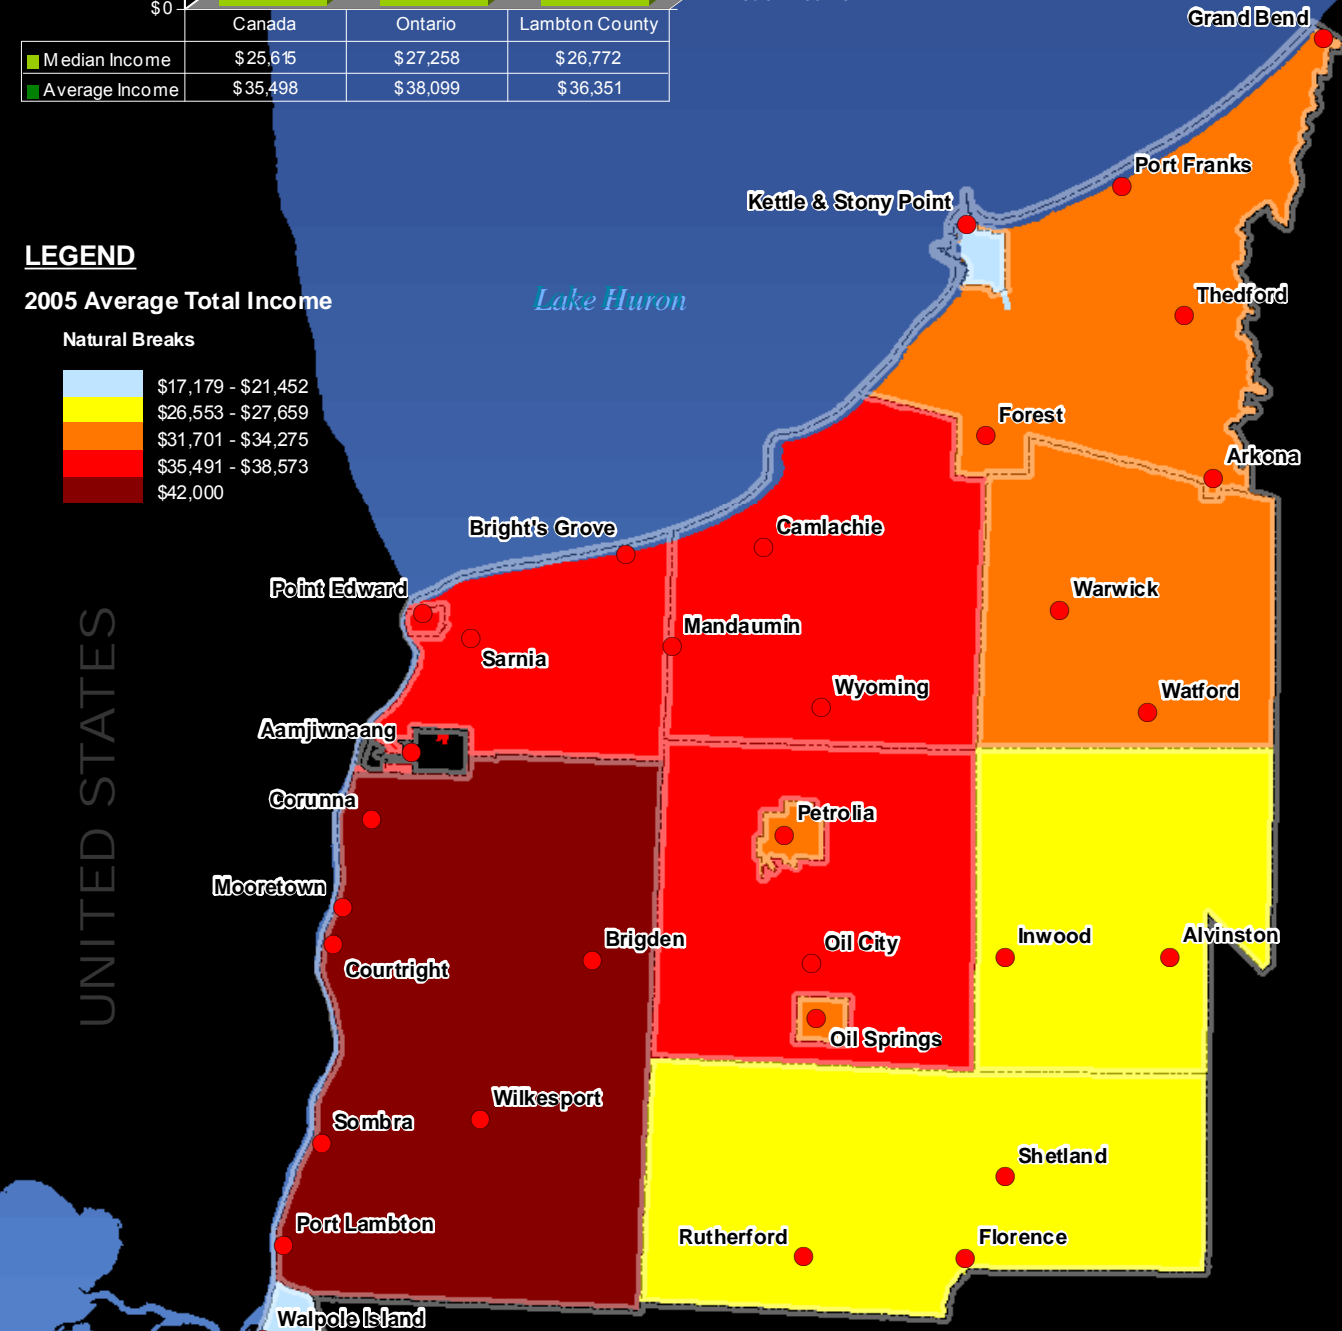 $0
Canada Ontario Lambton County
Median Income $25,615 $27,258 $26,772
Average Income $35,498 $38,099 $36,351
Grand Bend
Port Franks
Kettle & Stony Point
LEGEND
2005 Average Total Income
Natural Breaks
$17,179 - $21,452
$26,553 - $27,659
$31,701 - $34,275
$35,491 - $38,573
$42,000
Lake Huron
Thedford
Forest
Arkona
Bright's Grove
Camlachie
Point Edward
Warwick
Mandaumin
Sarnia
Wyoming
Watford
Aamjiwnaang
UNITED STATES
Corunna
Petrolia
Mooretown
Brigden
Oil City
Inwood
Alvinston
Courtright
Oil Springs
Wilkesport
Sombra
Shetland
Port Lambton
Rutherford
Florence
Walpole Island